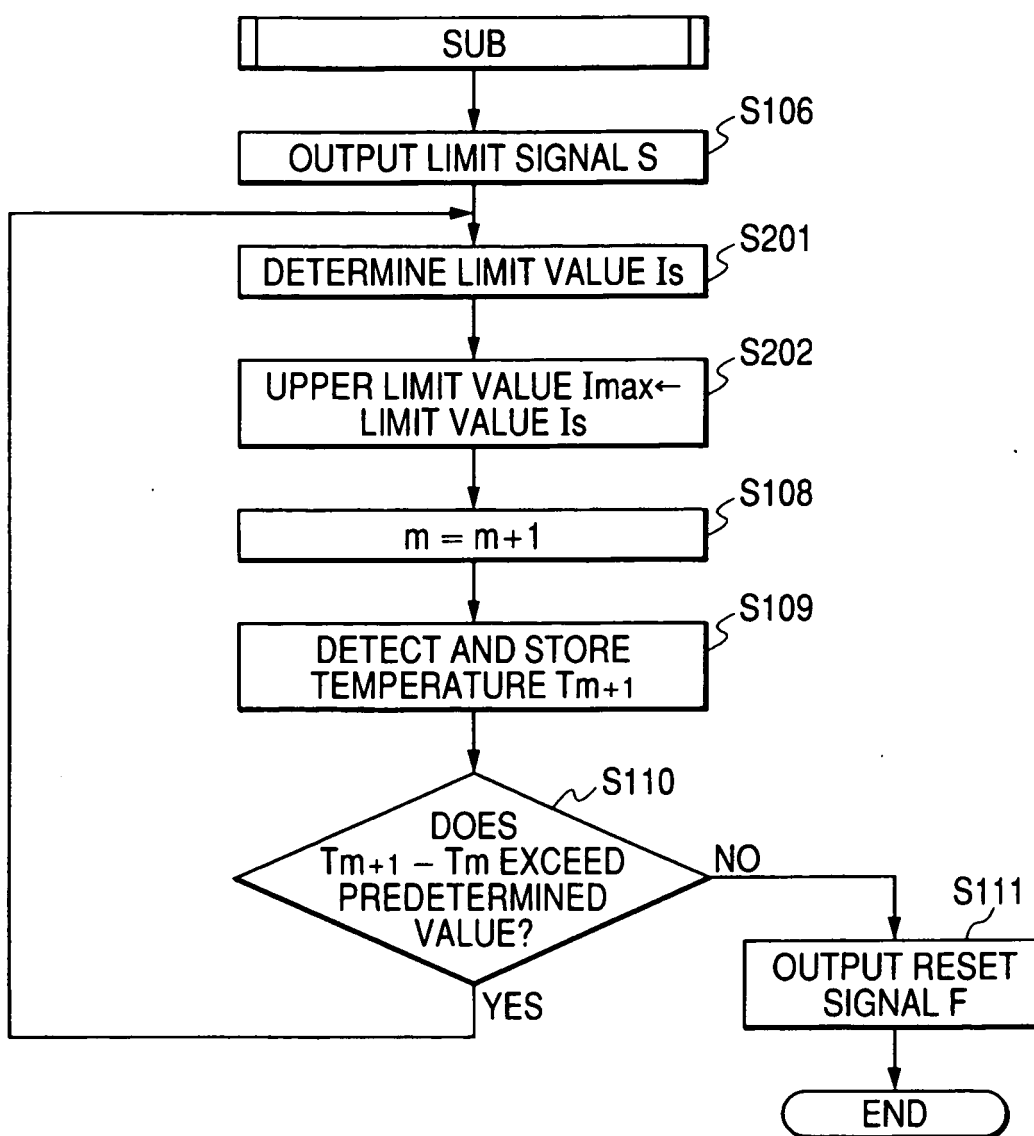 SUB
S106
OUTPUT LIMIT SIGNAL S
S201
DETERMINE LIMIT VALUE Is
S202
UPPER LIMIT VALUE Imax←
LIMIT VALUE Is
S108
m = m+1
S109
DETECT AND STORE
TEMPERATURE Tm+1
S110
DOES
Tm+1 – Tm EXCEED
PREDETERMINED
VALUE?
NO
YES
S111
OUTPUT RESET
SIGNAL F
END